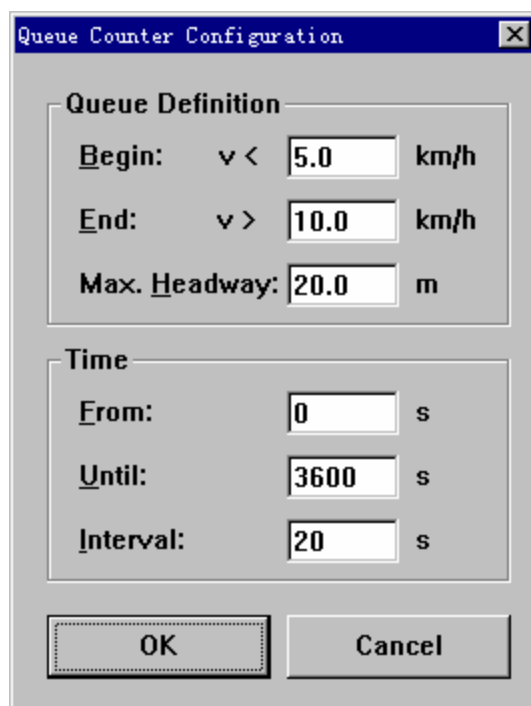 Queue Counter Configuration
Queue Definition
Begin: v < 5.0 km/h
End: v > 10.0 km/h
Max. Headway: 20.0 m
Time
From: 0 s
Until: 3600 s
Interval: 20 s
OK Cancel